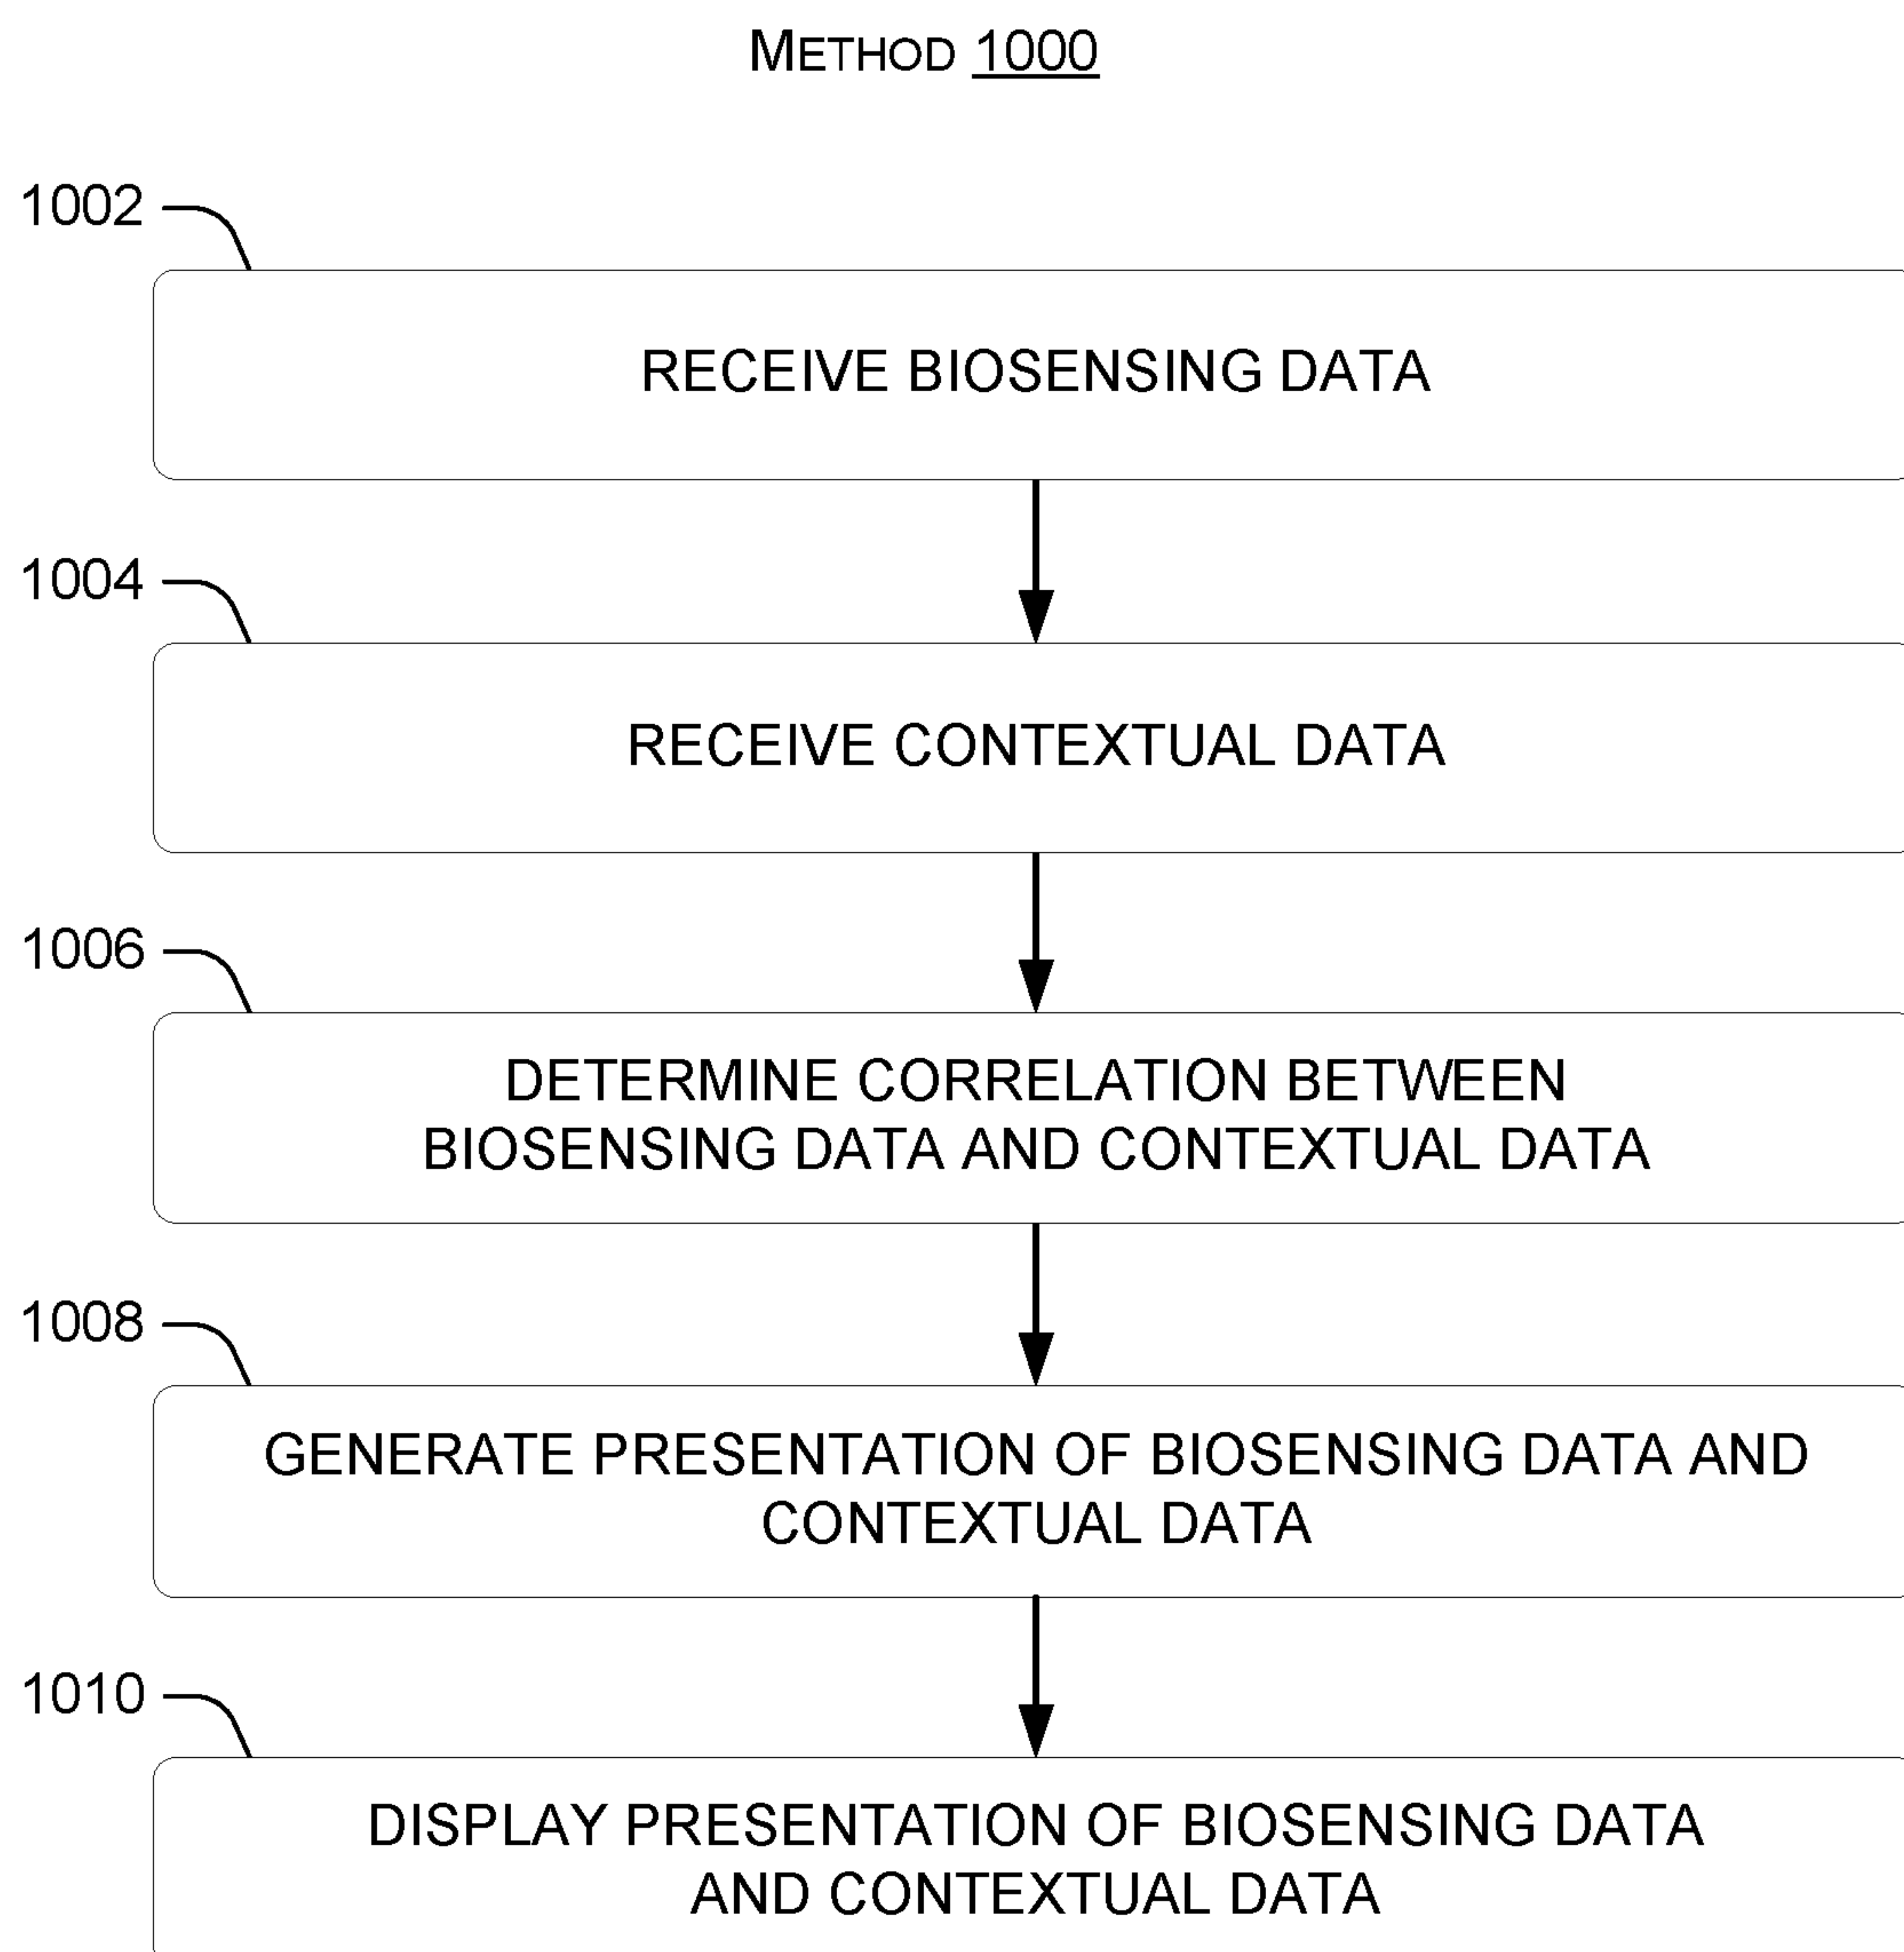 METHOD 1000
1002
RECEIVE BIOSENSING DATA
1004
RECEIVE CONTEXTUAL DATA
1006
DETERMINE CORRELATION BETWEEN
BIOSENSING DATA AND CONTEXTUAL DATA
1008
GENERATE PRESENTATION OF BIOSENSING DATA AND
CONTEXTUAL DATA
1010
DISPLAY PRESENTATION OF BIOSENSING DATA
AND CONTEXTUAL DATA